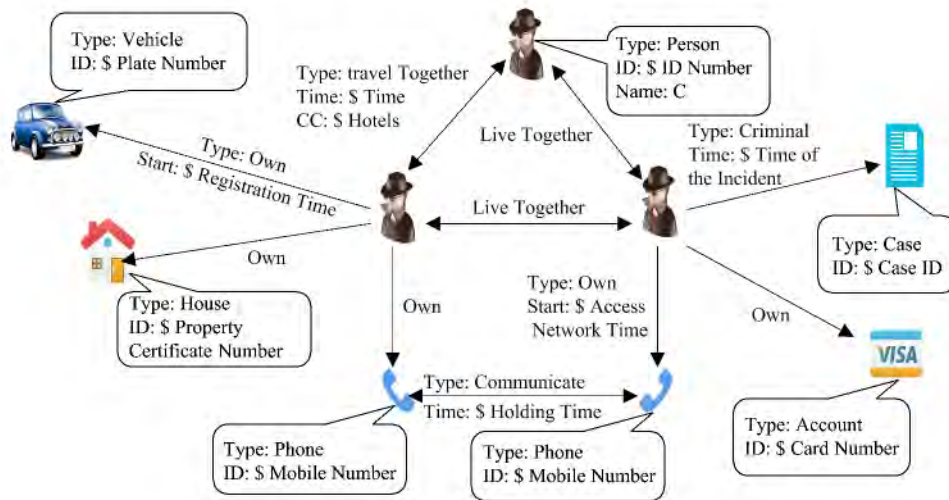 Type: Vehicle
ID: $ Plate Number
Type: Person
ID: $ ID Number
Name: C
Type: travel Together
Time: $ Time
CC: $ Hotels
Live Together
Type: Criminal
Time: $ Time of
the Incident
Type: Own
Start: $ Registration Time
Live Together
Type: Case
ID: $ Case ID
Own
Type: House
ID: $ Property
Certificate Number
Own
Type: Own
Start: $ Access
Network Time
Own
VISA
Type: Communicate
Time: $ Holding Time
Type: Phone
ID: $ Mobile Number
Type: Phone
ID: $ Mobile Number
Type: Account
ID: $ Card Number